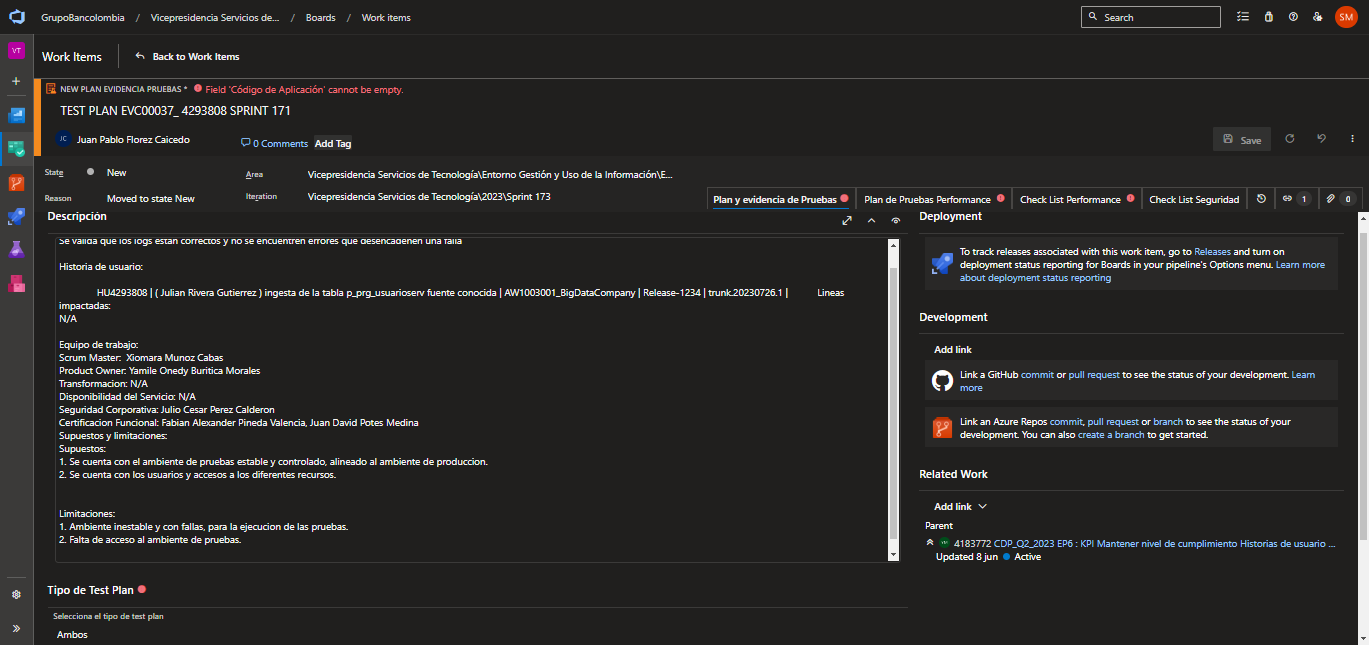 GrupoBancolombia / Vicepresidencia Servicios de... / Boards / Work items
Search
SM
VT
Work Items
Back to Work Items
NEW PLAN EVIDENCIA PRUEBAS * Field 'Código de Aplicación' cannot be empty.
TEST PLAN EVC00037_ 4293808 SPRINT 171
JC Juan Pablo Florez Caicedo
0 Comments
Add Tag
Save
State
New
Area
Vicepresidencia Servicios de Tecnología\Entorno Gestión y Uso de la Información\E...
Reason
Moved to state New
Iteration
Vicepresidencia Servicios de Tecnología\2023\Sprint 173
Plan y evidencia de Pruebas
Plan de Pruebas Performance
Check List Performance
Check List Seguridad
1
0
Descripción
Se valida que los logs estan correctos y no se encuentren errores que desencadenen una falla
Historia de usuario:
HU4293808 | ( Julian Rivera Gutierrez ) ingesta de la tabla p_prg_usuarioserv fuente conocida | AW1003001_BigDataCompany | Release-1234 | trunk.20230726.1 | Lineas
impactadas:
N/A
Equipo de trabajo:
Scrum Master: Xiomara Munoz Cabas
Product Owner: Yamile Onedy Buritica Morales
Transformacion: N/A
Disponibilidad del Servicio: N/A
Seguridad Corporativa: Julio Cesar Perez Calderon
Certificacion Funcional: Fabian Alexander Pineda Valencia, Juan David Potes Medina
Supuestos y limitaciones:
Supuestos:
1. Se cuenta con el ambiente de pruebas estable y controlado, alineado al ambiente de produccion.
2. Se cuenta con los usuarios y accesos a los diferentes recursos.
Limitaciones:
1. Ambiente inestable y con fallas, para la ejecucion de las pruebas.
2. Falta de acceso al ambiente de pruebas.
Tipo de Test Plan
Selecciona el tipo de test plan
Ambos
Deployment
To track releases associated with this work item, go to Releases and turn on
deployment status reporting for Boards in your pipeline's Options menu. Learn more
about deployment status reporting
Development
Add link
Link a GitHub commit or pull request to see the status of your development. Learn
more
Link an Azure Repos commit, pull request or branch to see the status of your
development. You can also create a branch to get started.
Related Work
Add link
Parent
4183772 CDP_Q2_2023 EP6 : KPI Mantener nivel de cumplimiento Historias de usuario ...
Updated 8 jun Active